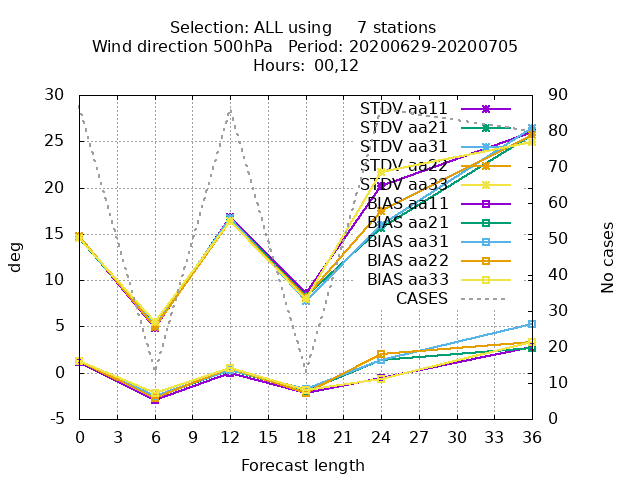 Selection: ALL using     7 stations
Wind direction 500hPa   Period: 20200629-20200705
Hours:  00,12
30
25
20
15
10
5
0
-5
deg
90
80
70
60
50
40
30
20
10
0
No cases
STDV aa11
STDV aa21
STDV aa31
STDV aa22
STDV aa33
BIAS aa11
BIAS aa21
BIAS aa31
BIAS aa22
BIAS aa33
CASES
0 3 6 9 12 15 18 21 24 27 30 33 36
Forecast length